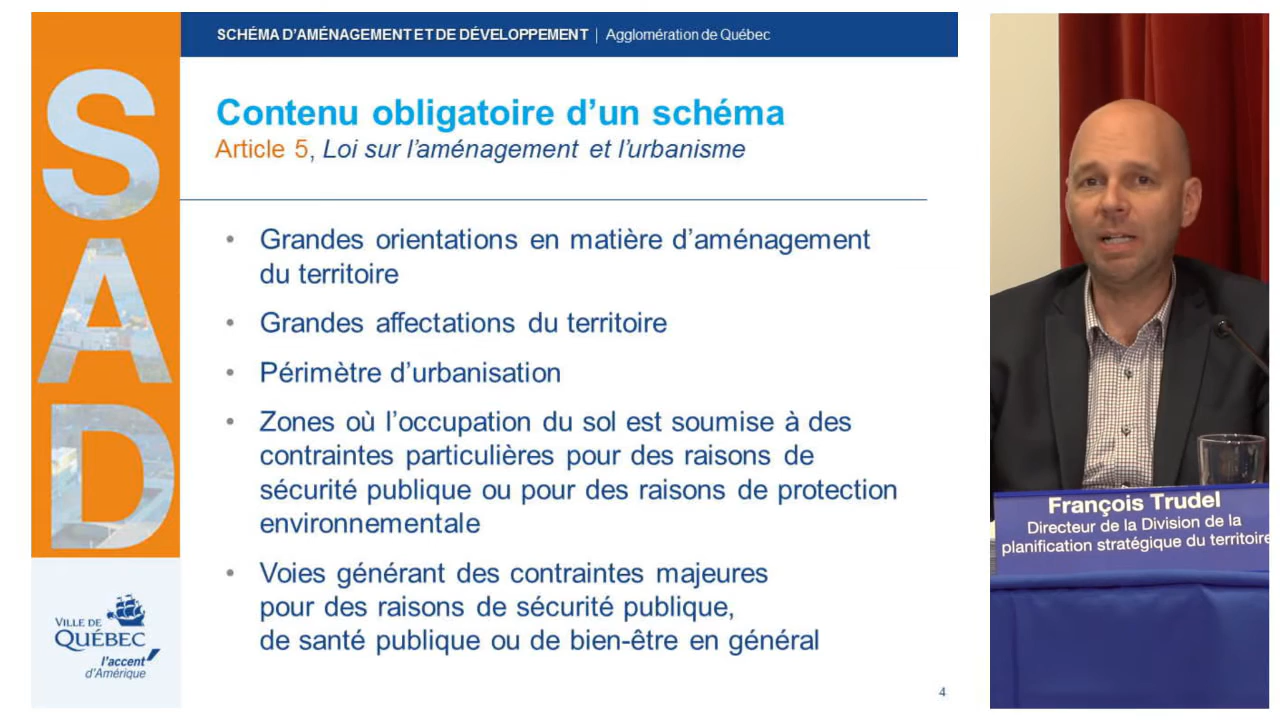 SCHÉMA D'AMÉNAGEMENT ET DE DÉVELOPPEMENT | Agglomération de Québec
SAD
Contenu obligatoire d'un schéma
Article 5, Loi sur l'aménagement et l'urbanisme
• Grandes orientations en matière d'aménagement
du territoire
• Grandes affectations du territoire
• Périmètre d'urbanisation
• Zones où l'occupation du sol est soumise à des
contraintes particulières pour des raisons de
sécurité publique ou pour des raisons de protection
environnementale
• Voies générant des contraintes majeures
pour des raisons de sécurité publique,
de santé publique ou de bien-être en général
VILLE DE
QUÉBEC
l'accent
d'Amérique
4
François Trudel
Directeur de la Division de la
planification stratégique du territoire